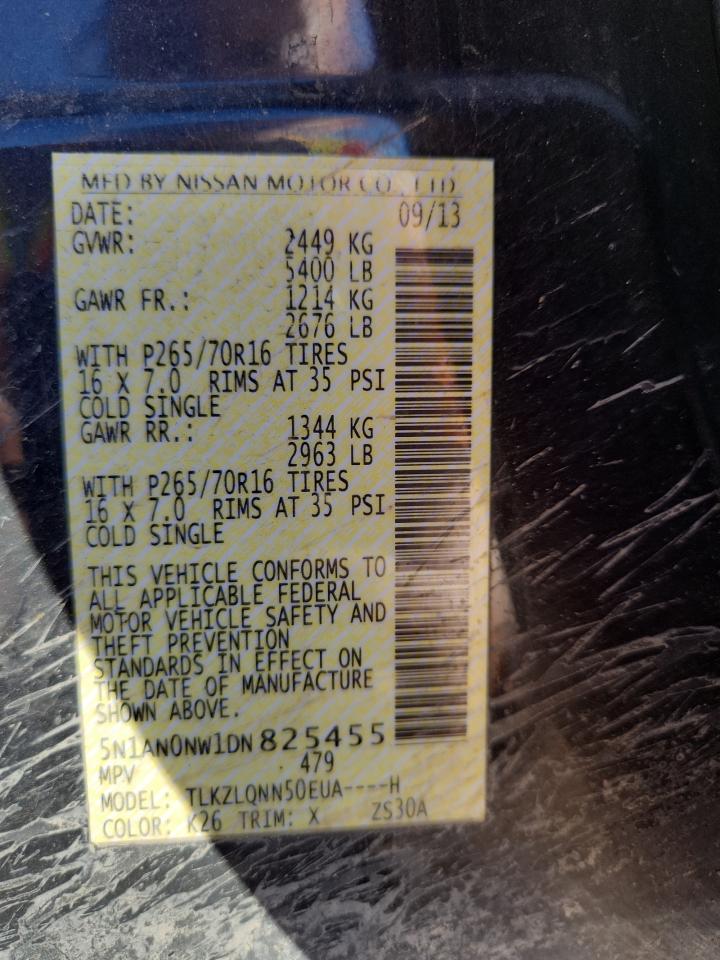 MFD BY NISSAN MOTOR CO., LTD
DATE: 09/13
GVWR: 2449 KG
5400 LB
GAWR FR.: 1214 KG
2676 LB
WITH P265/70R16 TIRES
16 X 7.0 RIMS AT 35 PSI
COLD SINGLE
GAWR RR.: 1344 KG
2963 LB
WITH P265/70R16 TIRES
16 X 7.0 RIMS AT 35 PSI
COLD SINGLE
THIS VEHICLE CONFORMS TO
ALL APPLICABLE FEDERAL
MOTOR VEHICLE SAFETY AND
THEFT PREVENTION
STANDARDS IN EFFECT ON
THE DATE OF MANUFACTURE
SHOWN ABOVE.
5N1AN0NW1DN825455
MPV 479
MODEL: TLKZLQNN50EUA----H
COLOR: K26 TRIM: X ZS30A